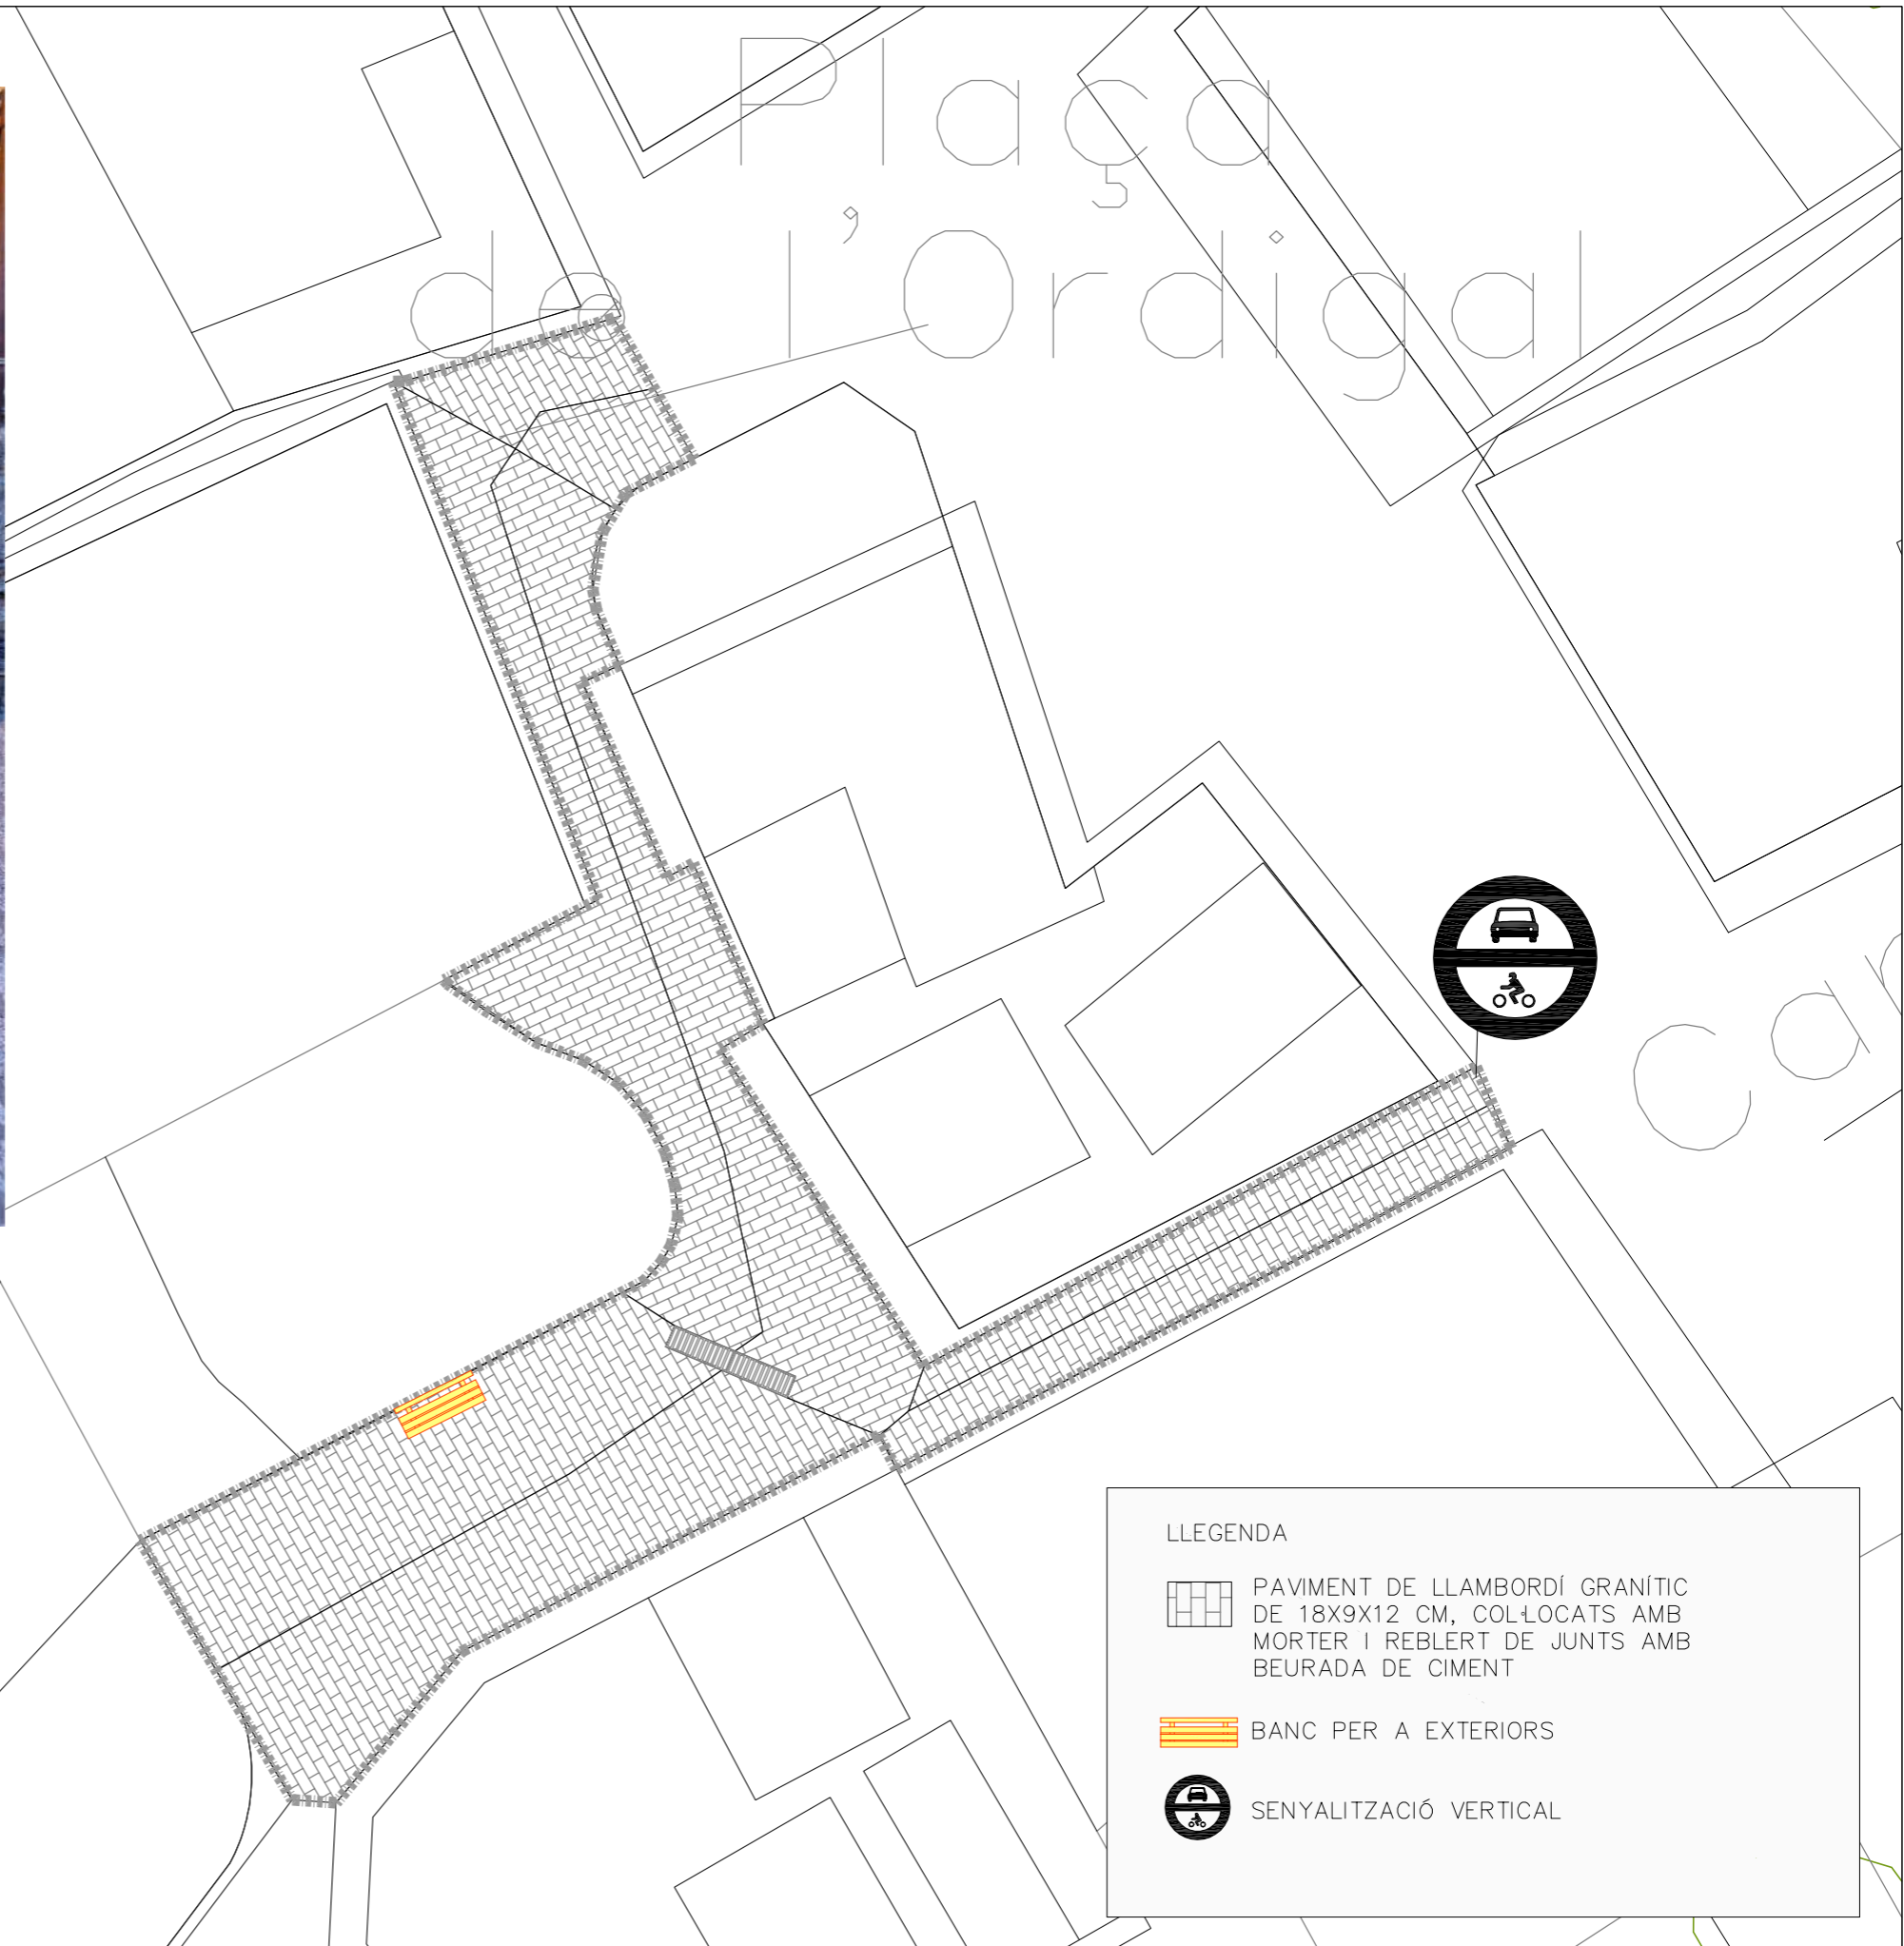 Plaça
de l'Ordigal
LLEGENDA
PAVIMENT DE LLAMBORDÍ GRANÍTIC
DE 18X9X12 CM, COL·LOCATS AMB
MORTER I REBLERT DE JUNTS AMB
BEURADA DE CIMENT
BANC PER A EXTERIORS
SENYALITZACIÓ VERTICAL